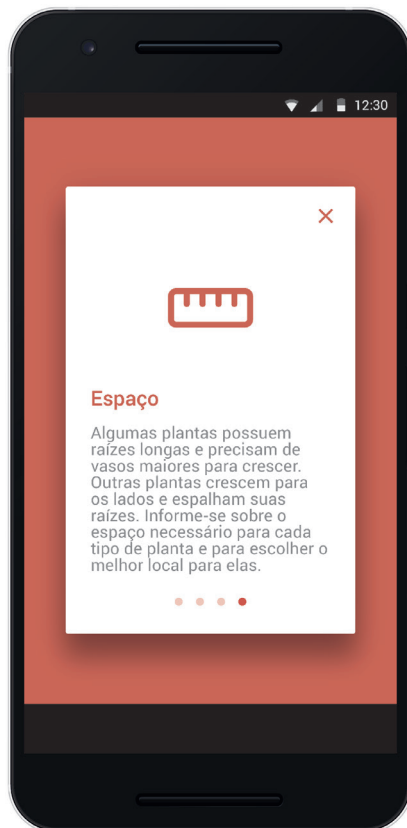 12:30
Espaço
Algumas plantas possuem
raízes longas e precisam de
vasos maiores para crescer.
Outras plantas crescem para
os lados e espalham suas
raízes. Informe-se sobre o
espaço necessário para cada
tipo de planta e para escolher o
melhor local para elas.